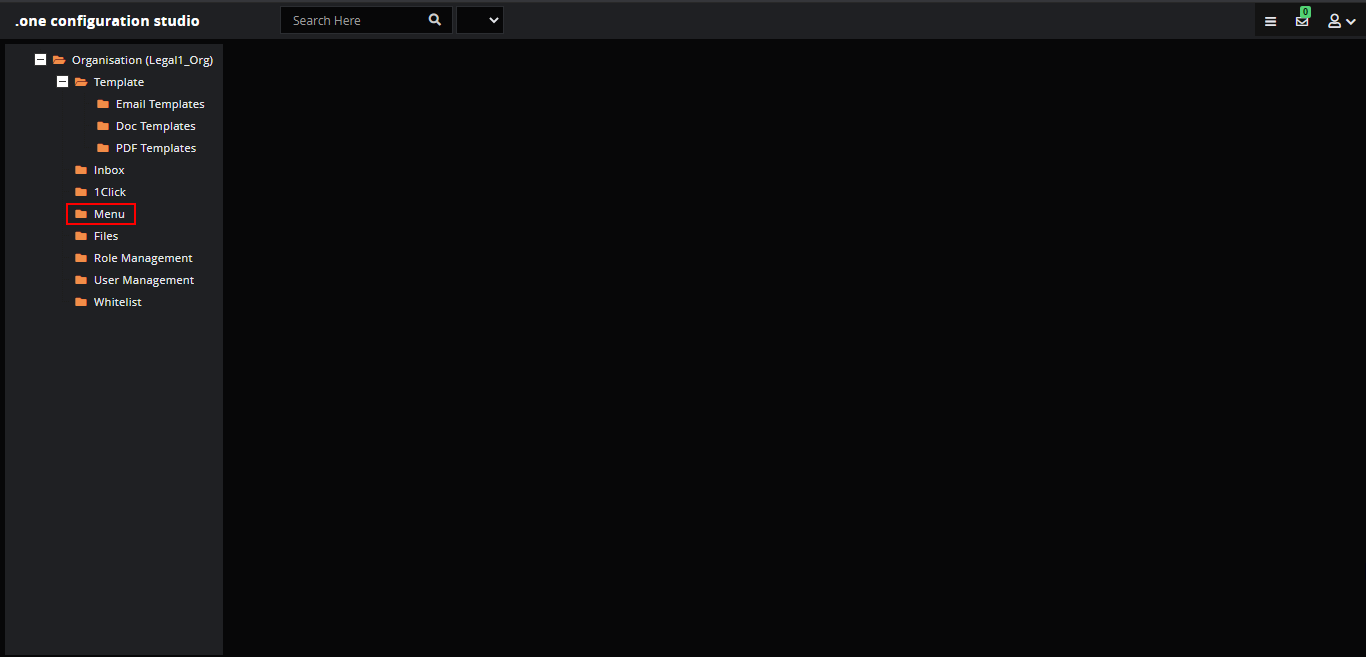 .one configuration studio
Search Here
0
Organisation (Legal1_Org)
Template
Email Templates
Doc Templates
PDF Templates
Inbox
1Click
Menu
Files
Role Management
User Management
Whitelist